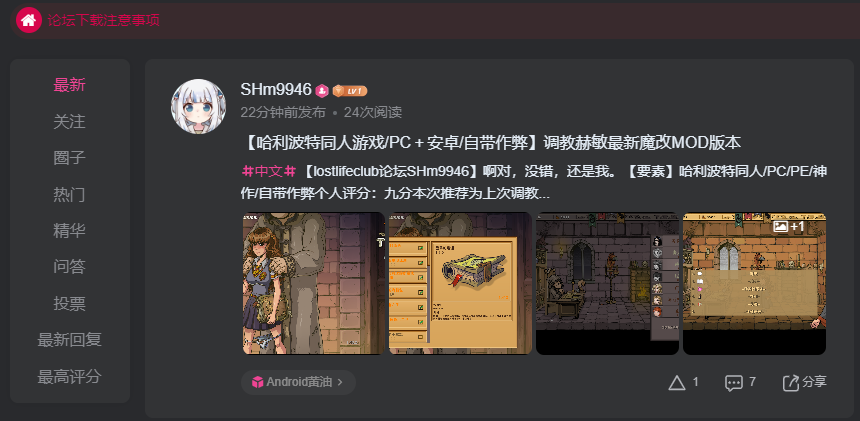 论坛下载注意事项
最新
关注
圈子
热门
精华
问答
投票
最新回复
最高评分
SHm9946
LV1
22分钟前发布 • 24次阅读
【哈利波特同人游戏/PC + 安卓/自带作弊】调教赫敏最新魔改MOD版本
#中文#【lostlifeclub论坛SHm9946】啊对，没错，还是我。【要素】哈利波特同人/PC/PE/神
作/自带作弊个人评分：九分本次推荐为上次调教...
+1
Android黄油
1
7
分享